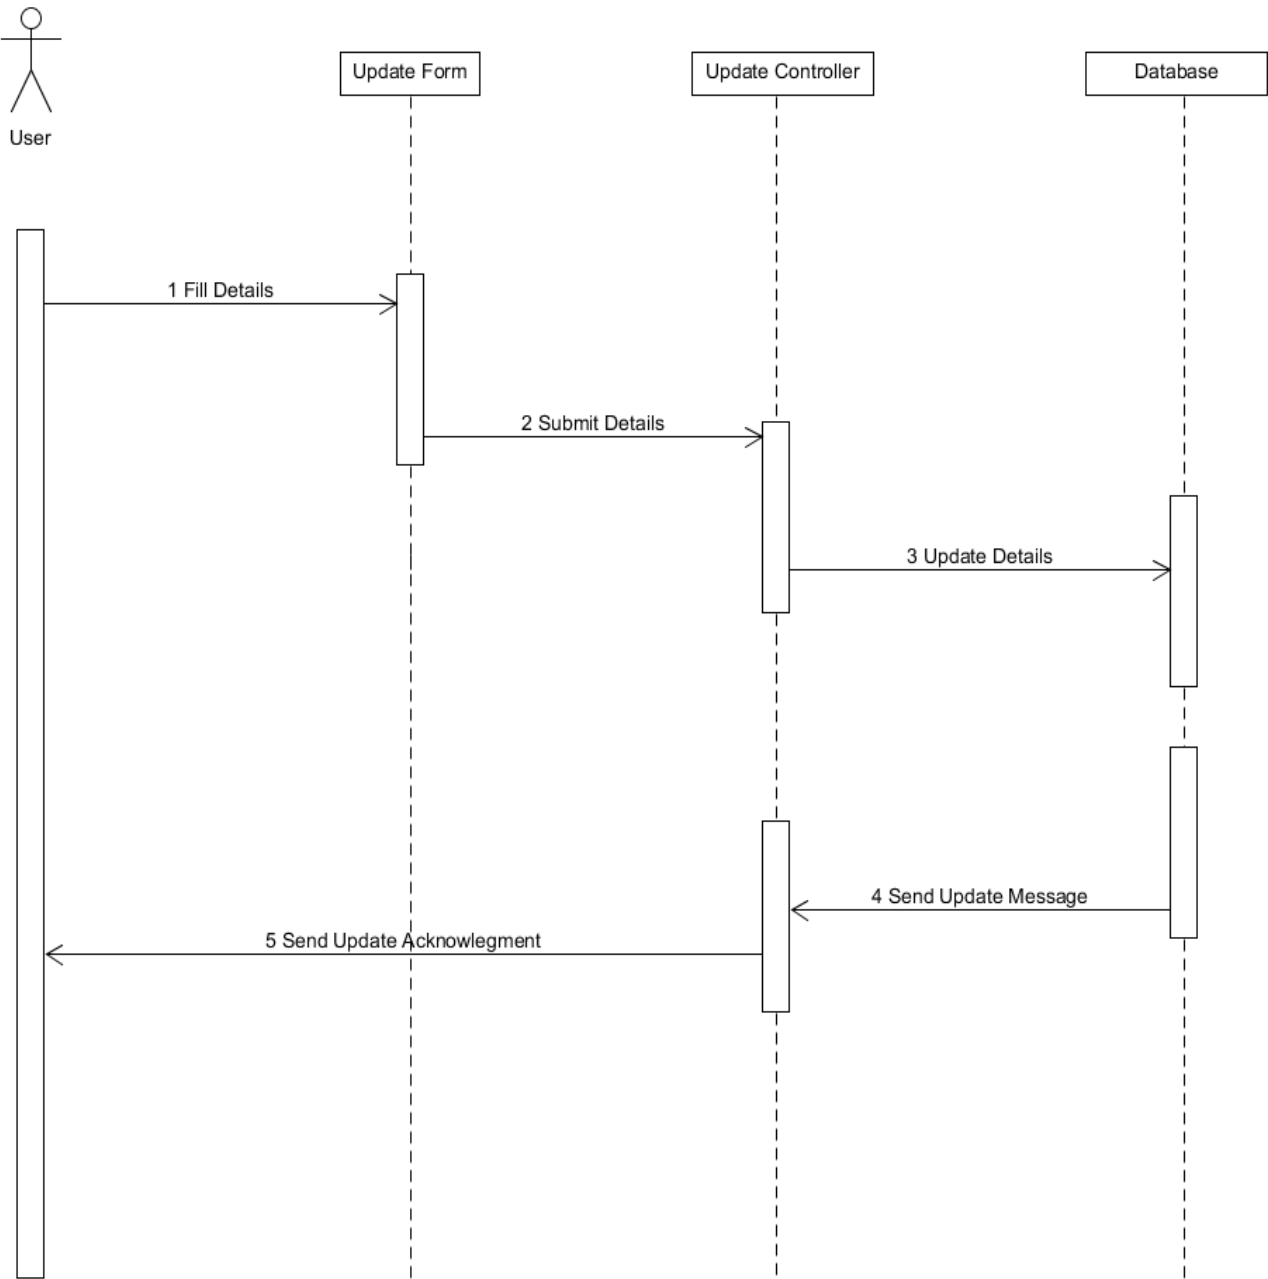 Update Form
Update Controller
Database
User
1 Fill Details
2 Submit Details
3 Update Details
4 Send Update Message
5 Send Update Acknowlegment